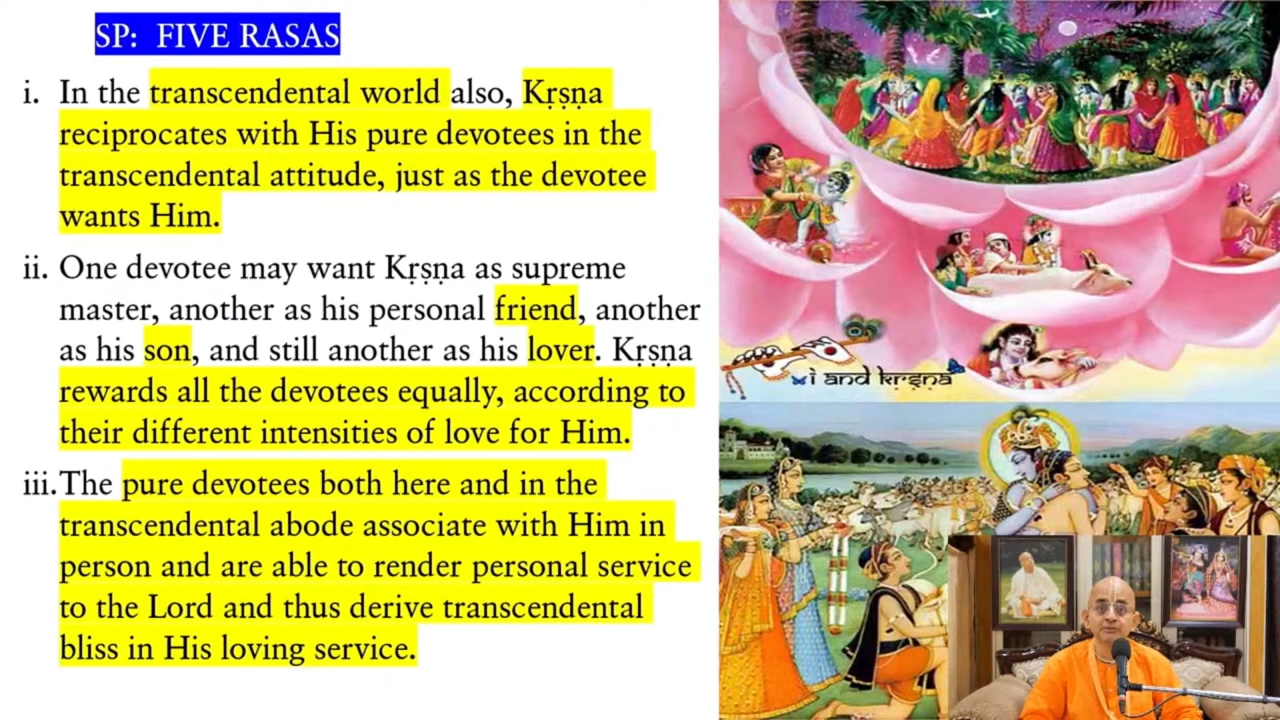 SP:  FIVE RASAS
i. In the transcendental world also, Kṛṣṇa
reciprocates with His pure devotees in the
transcendental attitude, just as the devotee
wants Him.
ii. One devotee may want Kṛṣṇa as supreme
master, another as his personal friend, another
as his son, and still another as his lover. Kṛṣṇa
rewards all the devotees equally, according to
their different intensities of love for Him.
iii.The pure devotees both here and in the
transcendental abode associate with Him in
person and are able to render personal service
to the Lord and thus derive transcendental
bliss in His loving service.
i and kṛṣṇa